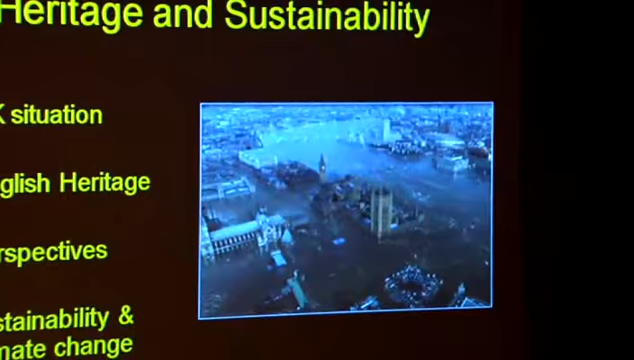 Heritage and Sustainability
K situation
glish Heritage
rspectives
stainability &
mate change